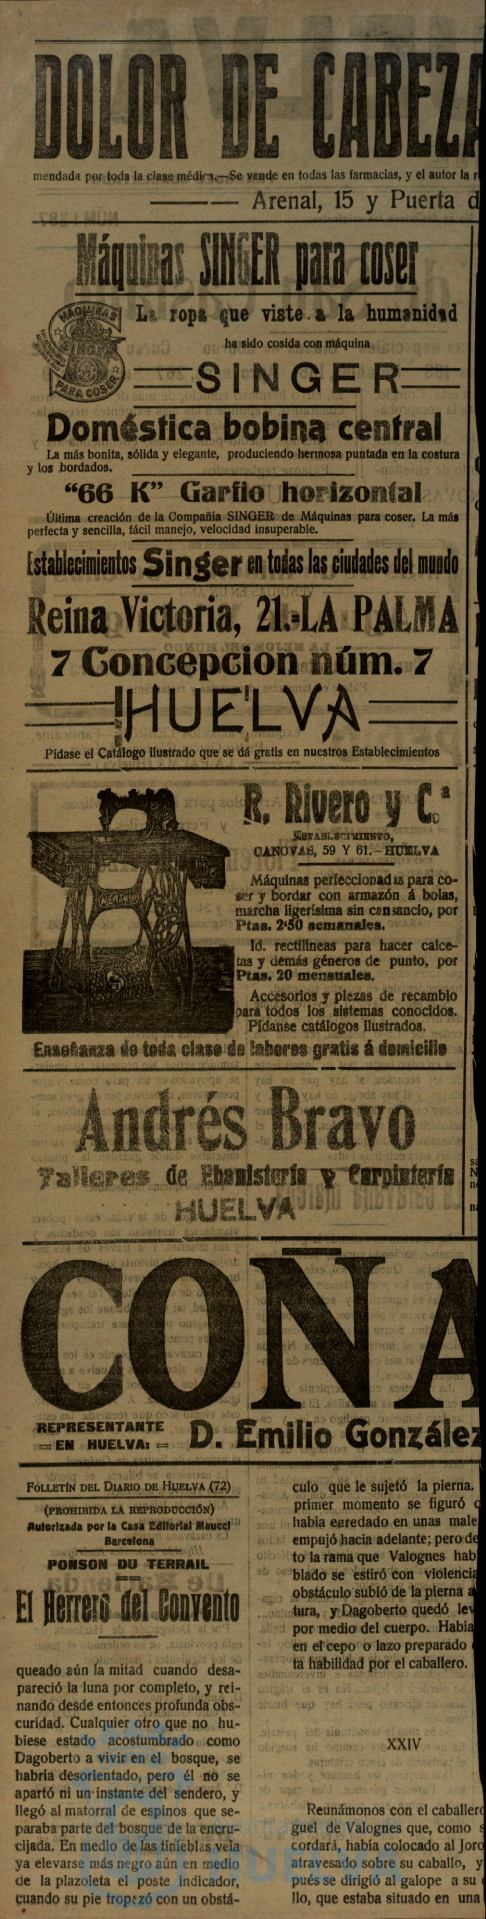 DOLOR DE CABEZA
mendada por toda la clase médica.—Se vende en todas las farmacias, y el autor la
Arenal, 15 y Puerta d
Máquinas SINGER para coser
MÁQUINAS
SINGER
PARA COSER
La ropa que viste a la humanidad
ha sido cosida con máquina
SINGER
Doméstica bobina central
La más bonita, sólida y elegante, produciendo hermosa puntada en la costura
y los bordados.
"66 K" Garfio horizontal
Última creación de la Compañía SINGER de Máquinas para coser. La más
perfecta y sencilla, fácil manejo, velocidad insuperable.
Establecimientos Singer en todas las ciudades del mundo
Reina Victoria, 21.-LA PALMA
7 Concepcion núm. 7
HUELVA
Pídase el Catálogo ilustrado que se dá gratis en nuestros Establecimientos
R. Rivero y C.ª
ESTABLECIMIENTO,
CANOVAS, 59 Y 61.—HUELVA
Máquinas perfeccionadas para co-
ser y bordar con armazón á bolas,
marcha ligerísima sin cansancio, por
Ptas. 2'50 semanales.
Id. rectilíneas para hacer calce-
tas y demás géneros de punto, por
Ptas. 20 mensuales.
Accesorios y piezas de recambio
para todos los sistemas conocidos.
Pídanse catálogos ilustrados.
Enseñanza de toda clase de labores gratis á domicilio
Andrés Bravo
Talleres de Ebanistería y Carpintería
HUELVA
COÑA
REPRESENTANTE
EN HUELVA:
D. Emilio González
FOLLETÍN DEL DIARIO DE HUELVA (72)
(PROHIBIDA LA REPRODUCCIÓN)
Autorizada por la Casa Editorial Maucci
Barcelona
PONSON DU TERRAIL
El Herrero del Convento
queado aún la mitad cuando desa-
pareció la luna por completo, y rei-
nando desde entonces profunda obs-
curidad. Cualquier otro que no hu-
biese estado acostumbrado como
Dagoberto a vivir en el bosque, se
habría desorientado, pero él no se
apartó ni un instante del sendero, y
llegó al matorral de espinos que se-
paraba parte del bosque de la encru-
cijada. En medio de las tinieblas veía
ya elevarse más negro aún en medio
de la plazoleta el poste indicador,
cuando su pie tropezó con un obstá-
culo que le sujetó la pierna.
primer momento se figuró
había enredado en unas male
empujó hacia adelante; pero de
to la rama que Valognes hab
blado se estiró con violencia
obstáculo subió de la pierna a
tura, y Dagoberto quedó lev
por medio del cuerpo. Había
en el cepo o lazo preparado
ta habilidad por el caballero.
XXIV
Reunámonos con el caballero
guel de Valognes que, como s
cordará, había colocado al Joro
atravesado sobre su caballo, y
pués se dirigió al galope a su
llo, que estaba situado en una